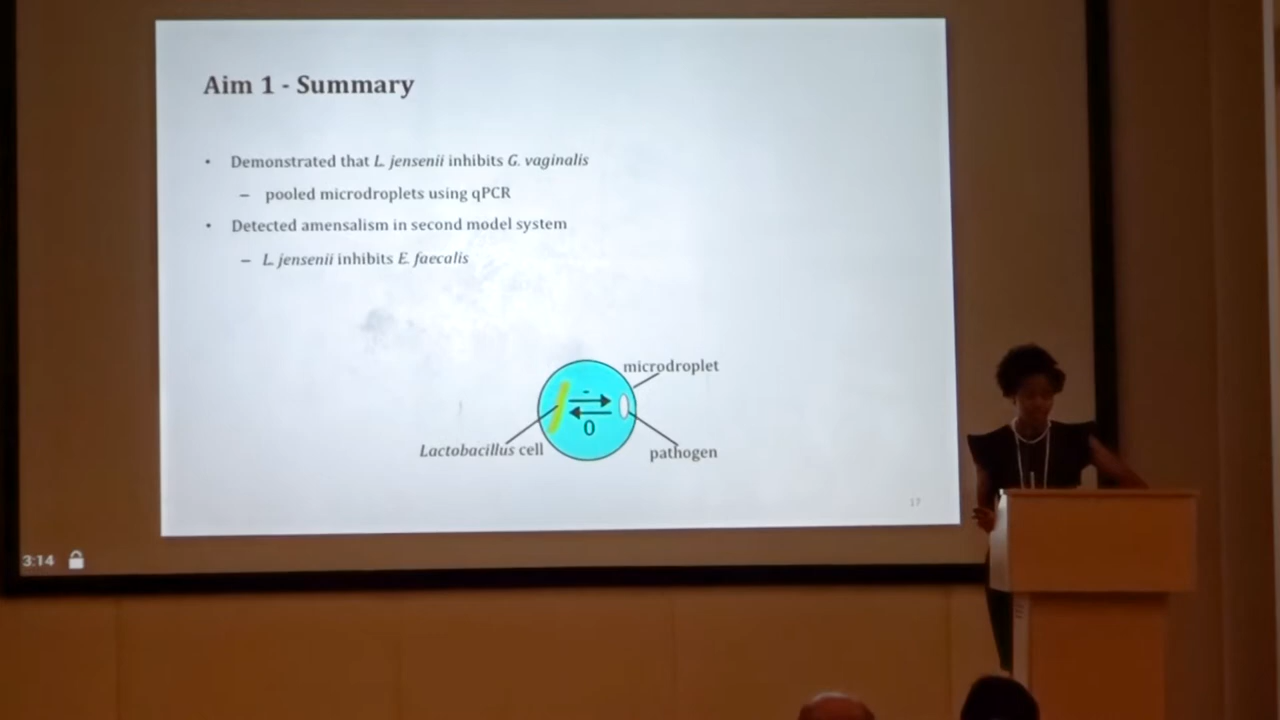 Aim 1 - Summary
• Demonstrated that L. jensenii inhibits G. vaginalis
– pooled microdroplets using qPCR
• Detected amensalism in second model system
– L. jensenii inhibits E. faecalis
microdroplet
-
0
Lactobacillus cell
pathogen
17
3:14